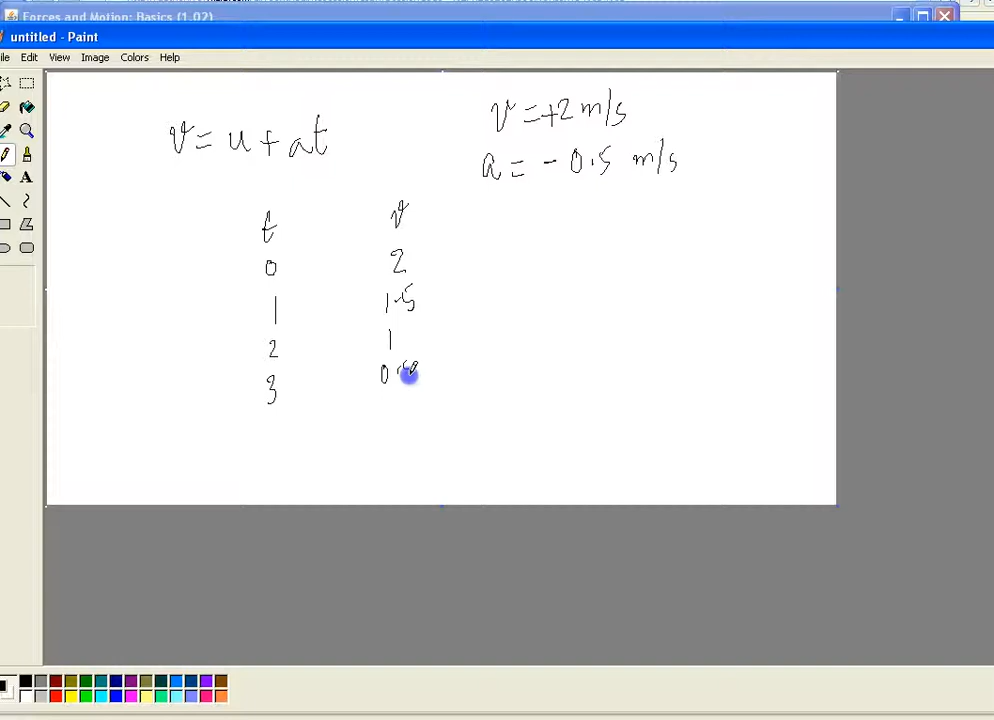 Forces and Motion: Basics (1.02)
untitled - Paint
ile Edit View Image Colors Help
v = u + at
v = +2 m/s
a = - 0.5 m/s
t v
0 2
1 1.5
2 1
3